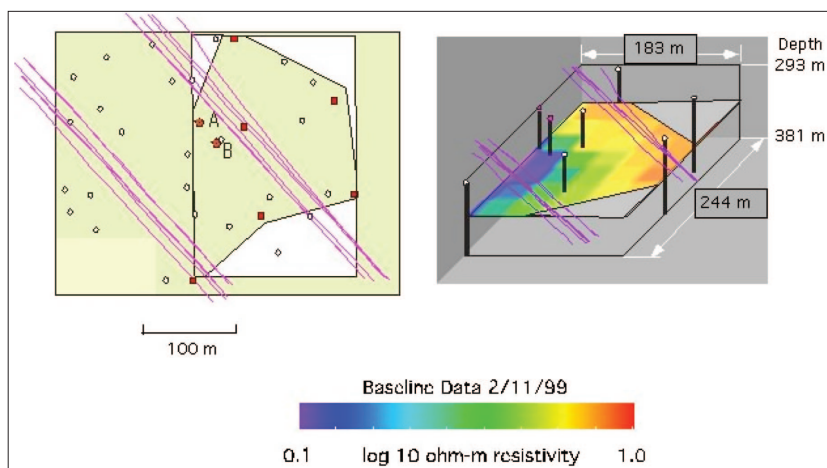 A
B
100 m
183 m
Depth
293 m
381 m
244 m
Baseline Data 2/11/99
0.1 log 10 ohm-m resistivity 1.0